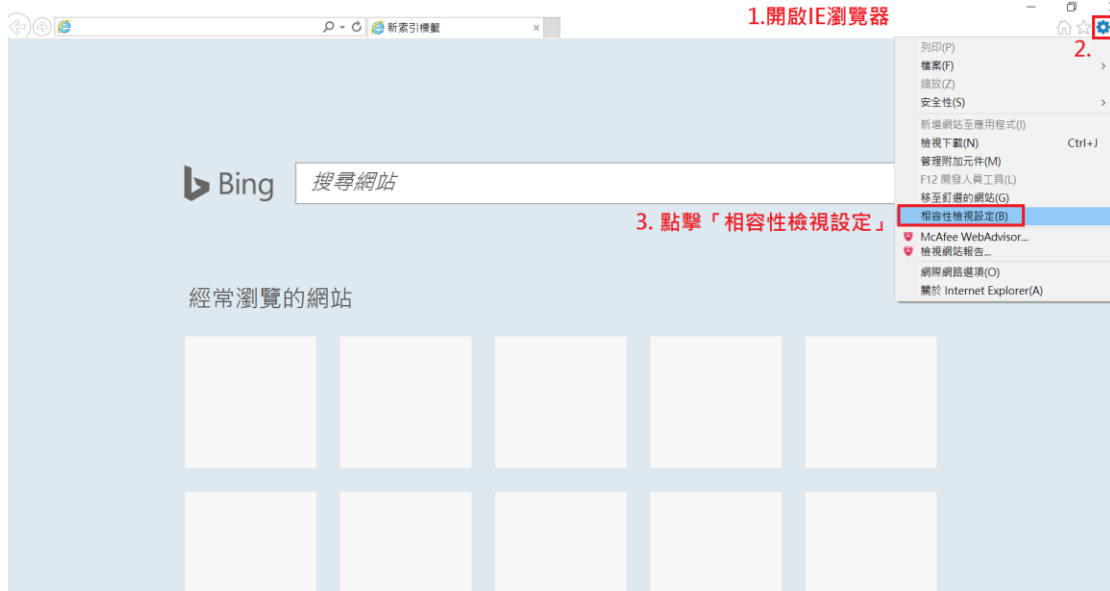 1.開啟IE瀏覽器
新索引標籤
2.
列印(P)
檔案(F)
縮放(Z)
安全性(S)
新增網站至應用程式(I)
檢視下載(N) Ctrl+J
管理附加元件(M)
F12 開發人員工具(L)
移至釘選的網站(G)
相容性檢視設定(B)
McAfee WebAdvisor...
檢視網站報告...
網際網路選項(O)
關於 Internet Explorer(A)
Bing
搜尋網站
3. 點擊「相容性檢視設定」
經常瀏覽的網站